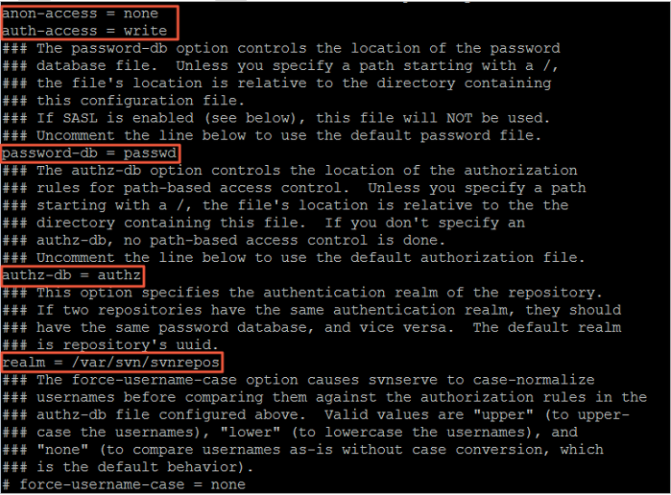 anon-access = none
auth-access = write
### The password-db option controls the location of the password
### database file.  Unless you specify a path starting with a /,
### the file's location is relative to the directory containing
### this configuration file.
### If SASL is enabled (see below), this file will NOT be used.
### Uncomment the line below to use the default password file.
password-db = passwd
### The authz-db option controls the location of the authorization
### rules for path-based access control.  Unless you specify a path
### starting with a /, the file's location is relative to the the
### directory containing this file.  If you don't specify an
### authz-db, no path-based access control is done.
### Uncomment the line below to use the default authorization file.
authz-db = authz
### This option specifies the authentication realm of the repository.
### If two repositories have the same authentication realm, they should
### have the same password database, and vice versa.  The default realm
### is repository's uuid.
realm = /var/svn/svnrepos
### The force-username-case option causes svnserve to case-normalize
### usernames before comparing them against the authorization rules in the
### authz-db file configured above.  Valid values are "upper" (to upper-
### case the usernames), "lower" (to lowercase the usernames), and
### "none" (to compare usernames as-is without case conversion, which
### is the default behavior).
# force-username-case = none